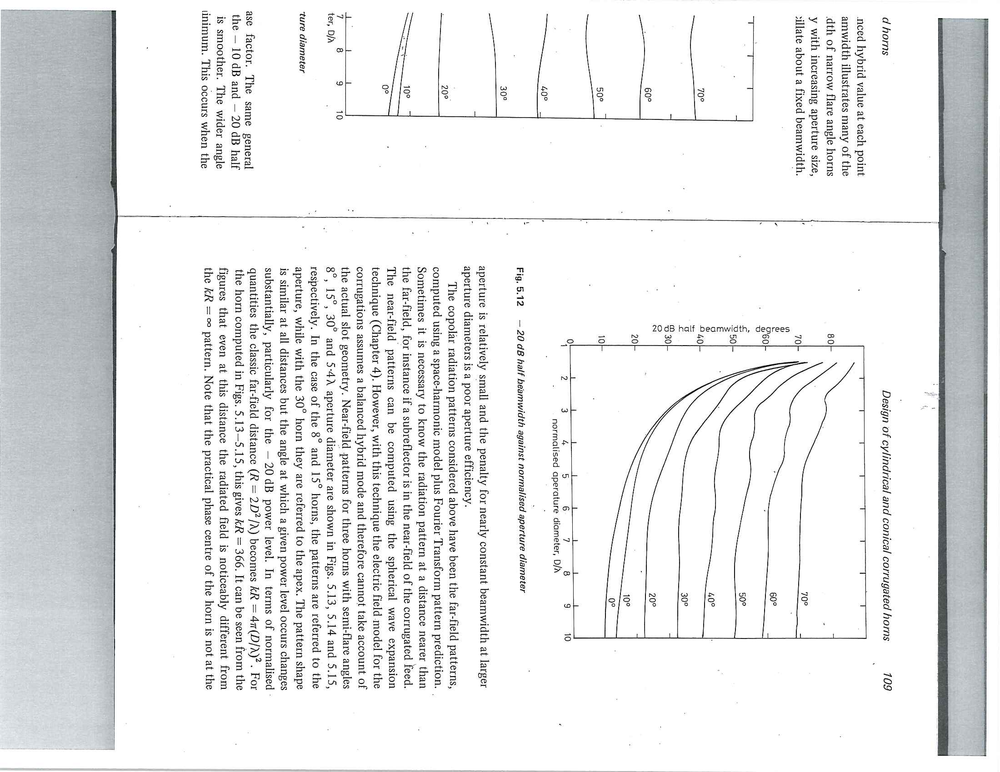 d horns
nced hybrid value at each point
amwidth illustrates many of the
dth of narrow flare angle horns
y with increasing aperture size,
cillate about a fixed beamwidth.
70°
60°
50°
40°
30°
20°
10°
0°
7 8 9 10
ter, D/λ
ture diameter
ase factor. The same general
the − 10 dB and − 20 dB half
is smoother. The wider angle
inimum. This occurs when the
Design of cylindrical and conical corrugated horns 109
20 dB half beamwidth, degrees
80
70
60
50
40
30
20
10
0
70°
60°
50°
40°
30°
20°
10°
0°
1 2 3 4 5 6 7 8 9 10
normalised aperature diameter, D/λ
Fig. 5.12 − 20 dB half beamwidth against normalised aperture diameter
aperture is relatively small and the penalty for nearly constant beamwidth at larger
aperture diameters is a poor aperture efficiency.
The copolar radiation patterns considered above have been the far-field patterns,
computed using a space-harmonic model plus Fourier Transform pattern prediction.
Sometimes it is necessary to know the radiation pattern at a distance nearer than
the far-field, for instance if a subreflector is in the near-field of the corrugated feed.
The near-field patterns can be computed using the spherical wave expansion
technique (Chapter 4). However, with this technique the electric field model for the
corrugations assumes a balanced hybrid mode and therefore cannot take account of
the actual slot geometry. Near-field patterns for three horns with semi-flare angles
8°, 15°, 30° and 5·4λ aperture diameter are shown in Figs. 5.13, 5.14 and 5.15,
respectively. In the case of the 8° and 15° horns, the patterns are referred to the
aperture, while with the 30° horn they are referred to the apex. The pattern shape
is similar at all distances but the angle at which a given power level occurs changes
substantially, particularly for the − 20 dB power level. In terms of normalised
quantities the classic far-field distance (R = 2D²/λ) becomes kR = 4π(D/λ)². For
the horn computed in Figs. 5.13–5.15, this gives kR = 366. It can be seen from the
figures that even at this distance the radiated field is noticeably different from
the kR = ∞ pattern. Note that the practical phase centre of the horn is not at the